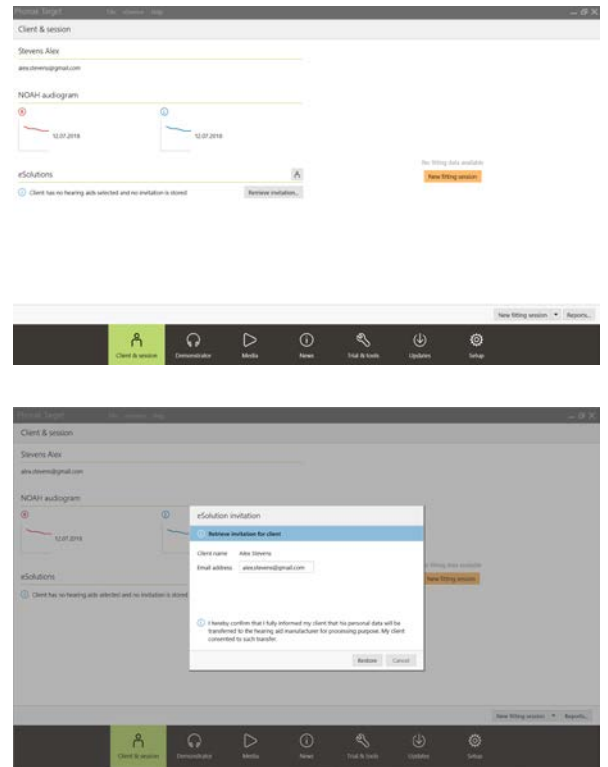 Phonak Target
Client & session
Stevens Alex
alex.stevens@gmail.com
NOAH audiogram
R L
12.07.2018 12.07.2018
No fitting data available
eSolutions
New fitting session
Client has no hearing aids selected and no invitation is stored
Retrieve invitation...
New fitting session Reports...
Client & session Demonstrator Media News Trial & tools Updates Setup
Phonak Target
Client & session
Stevens Alex
alex.stevens@gmail.com
NOAH audiogram
R L
12.07.2018
eSolution invitation
Retrieve invitation for client
Client name Alex Stevens
Email address alex.stevens@gmail.com
fitting data available
New fitting session
eSolutions
Client has no hearing aids selected and no invitation is stored
I hereby confirm that I fully informed my client that his personal data will be
transferred to the hearing aid manufacturer for processing purpose. My client
consented to such transfer.
Restore Cancel
New fitting session Reports...
Client & session Demonstrator Media News Trial & tools Updates Setup